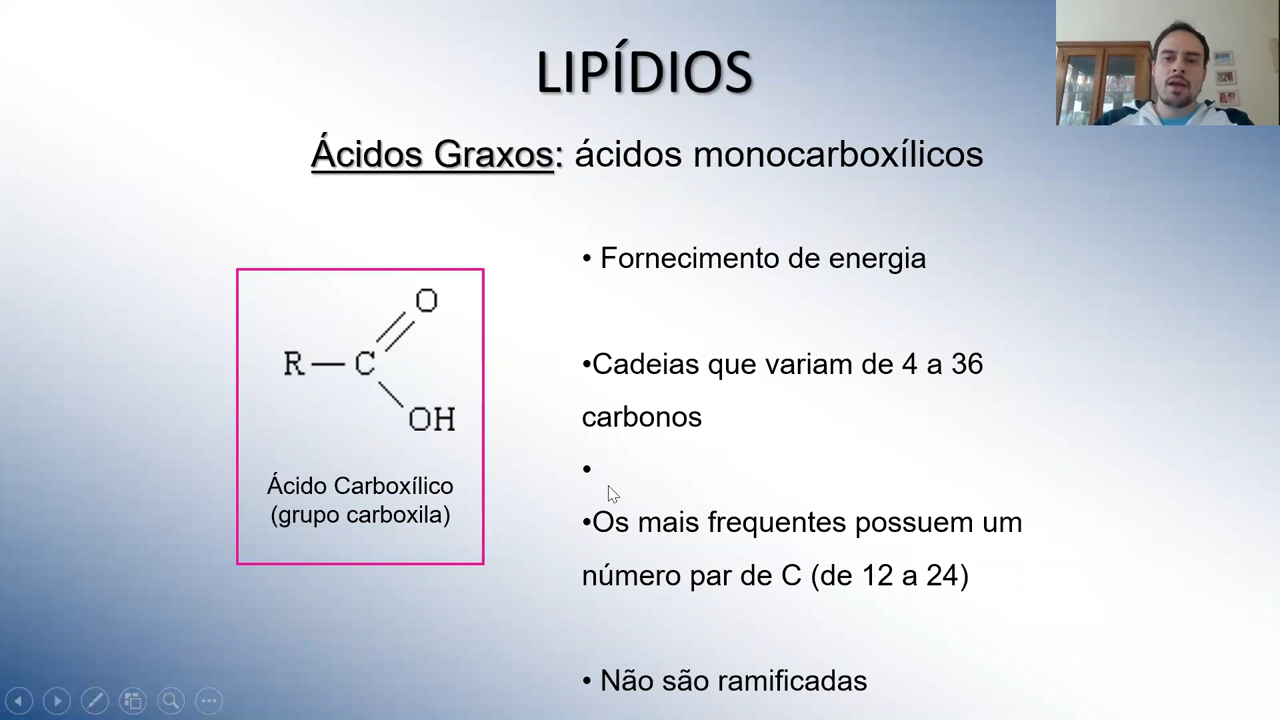 LIPÍDIOS
Ácidos Graxos: ácidos monocarboxílicos
O
R — C
OH
Ácido Carboxílico
(grupo carboxila)
• Fornecimento de energia
•Cadeias que variam de 4 a 36
carbonos
•
•Os mais frequentes possuem um
número par de C (de 12 a 24)
• Não são ramificadas